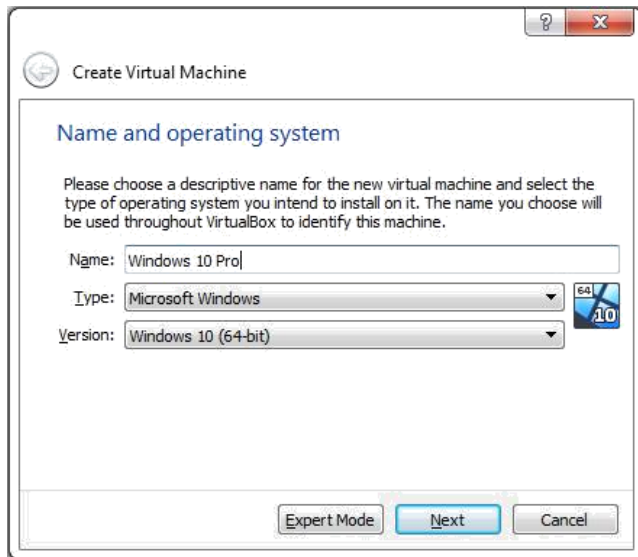 Create Virtual Machine
Name and operating system
Please choose a descriptive name for the new virtual machine and select the
type of operating system you intend to install on it. The name you choose will
be used throughout VirtualBox to identify this machine.
Name: Windows 10 Pro
Type: Microsoft Windows
64
10
Version: Windows 10 (64-bit)
Expert Mode Next Cancel